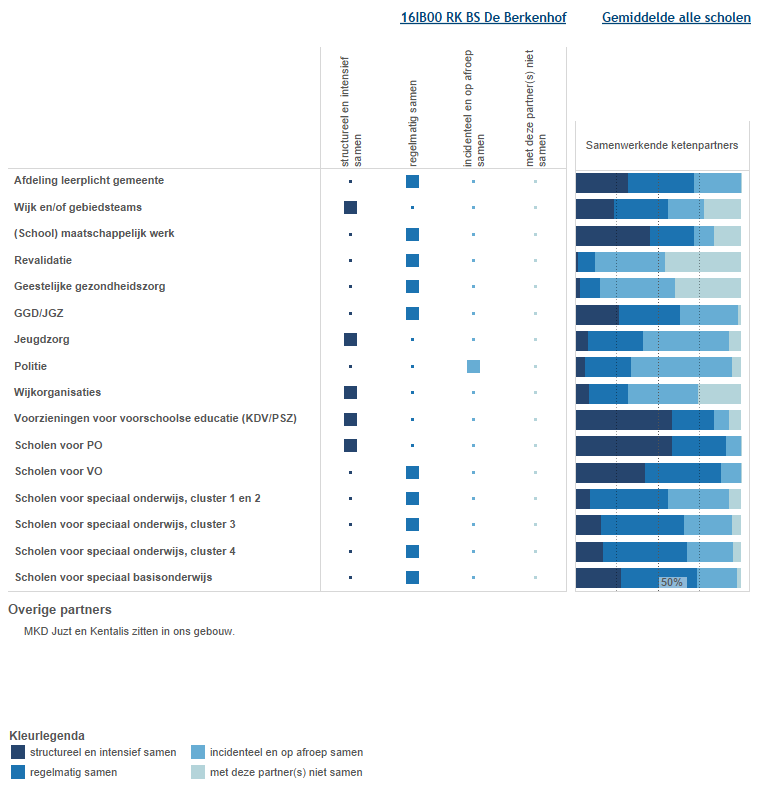 16IB00 RK BS De Berkenhof
Gemiddelde alle scholen
structureel en intensief
samen
regelmatig samen
incidenteel en op afroep
samen
met deze partner(s) niet
samen
Samenwerkende ketenpartners
Afdeling leerplicht gemeente
Wijk en/of gebiedsteams
(School) maatschappelijk werk
Revalidatie
Geestelijke gezondheidszorg
GGD/JGZ
Jeugdzorg
Politie
Wijkorganisaties
Voorzieningen voor voorschoolse educatie (KDV/PSZ)
Scholen voor PO
Scholen voor VO
Scholen voor speciaal onderwijs, cluster 1 en 2
Scholen voor speciaal onderwijs, cluster 3
Scholen voor speciaal onderwijs, cluster 4
Scholen voor speciaal basisonderwijs
50%
Overige partners
MKD Juzt en Kentalis zitten in ons gebouw.
Kleurlegenda
structureel en intensief samen
incidenteel en op afroep samen
regelmatig samen
met deze partner(s) niet samen